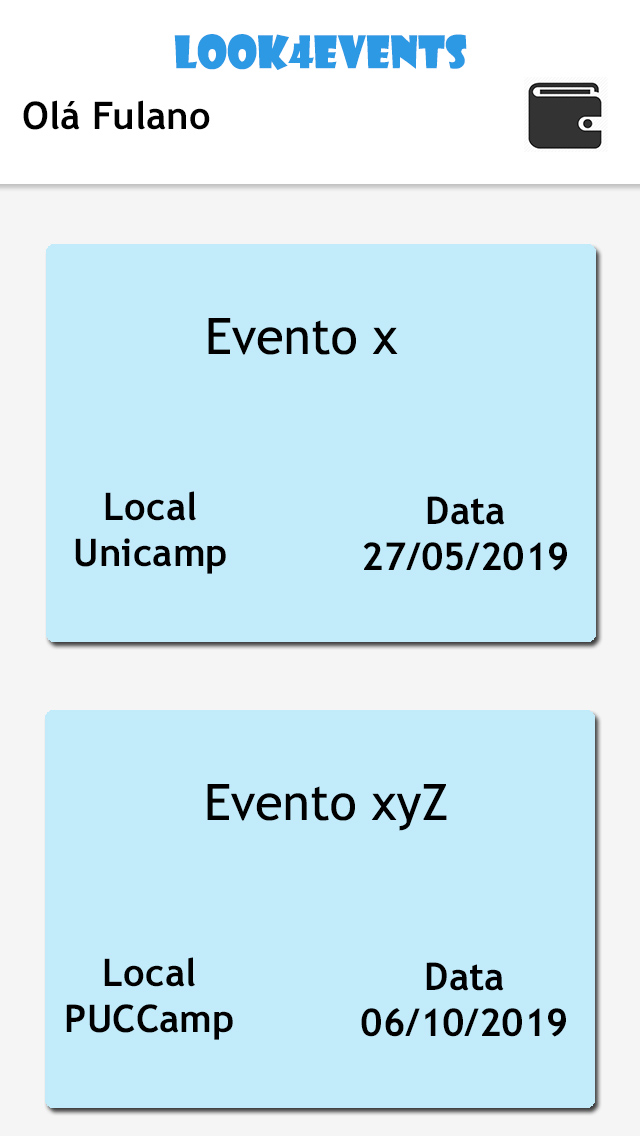 LOOK4EVENTS
Olá Fulano
Evento x
Local
Unicamp
Data
27/05/2019
Evento xyZ
Local
PUCCamp
Data
06/10/2019